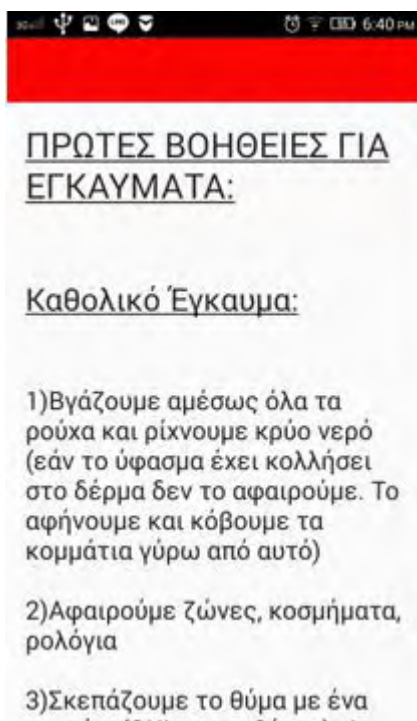 6:40 PM
ΠΡΩΤΕΣ ΒΟΗΘΕΙΕΣ ΓΙΑ
ΕΓΚΑΥΜΑΤΑ:
Καθολικό Έγκαυμα:
1)Βγάζουμε αμέσως όλα τα
ρούχα και ρίχνουμε κρύο νερό
(εάν το ύφασμα έχει κολλήσει
στο δέρμα δεν το αφαιρούμε. Το
αφήνουμε και κόβουμε τα
κομμάτια γύρω από αυτό)
2)Αφαιρούμε ζώνες, κοσμήματα,
ρολόγια
3)Σκεπάζουμε το θύμα με ένα